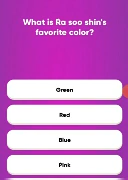 What is Ra soo shin's
favorite color?
Green
Red
Blue
Pink